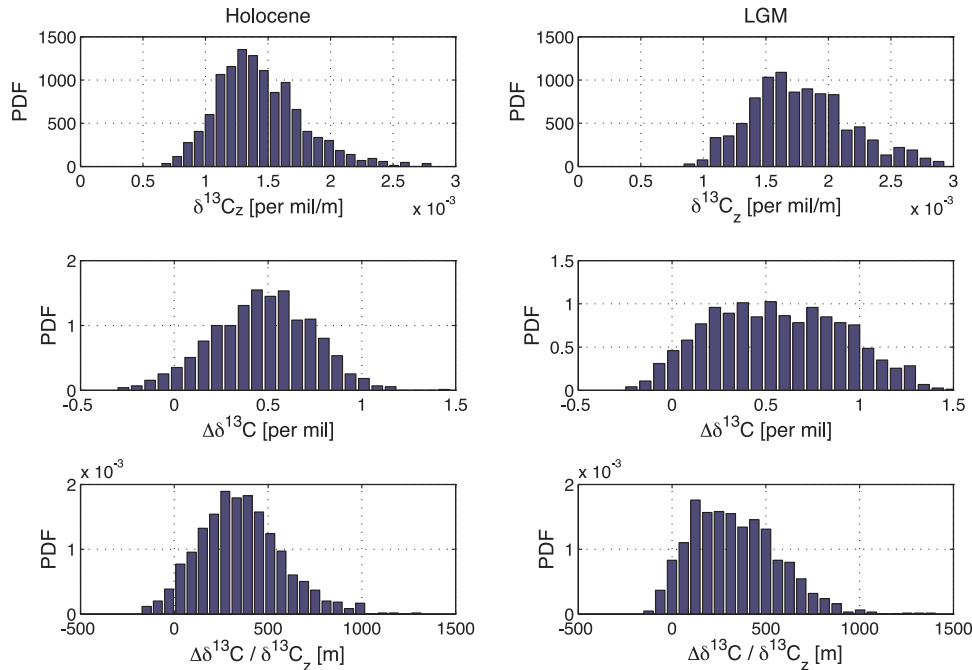 Holocene
1500
1000
500
0
PDF
0 0.5 1 1.5 2 2.5 3
δ¹³Cz [per mil/m]
x 10⁻³
LGM
1500
1000
500
0
PDF
0 0.5 1 1.5 2 2.5 3
δ¹³C_z [per mil/m]
x 10⁻³
2
1
0
PDF
-0.5 0 0.5 1 1.5
Δδ¹³C [per mil]
1.5
1
0.5
0
PDF
-0.5 0 0.5 1 1.5
Δδ¹³C [per mil]
x 10⁻³
2
1
0
PDF
-500 0 500 1000 1500
Δδ¹³C / δ¹³C_z [m]
x 10⁻³
2
1
0
PDF
-500 0 500 1000 1500
Δδ¹³C / δ¹³C_z [m]